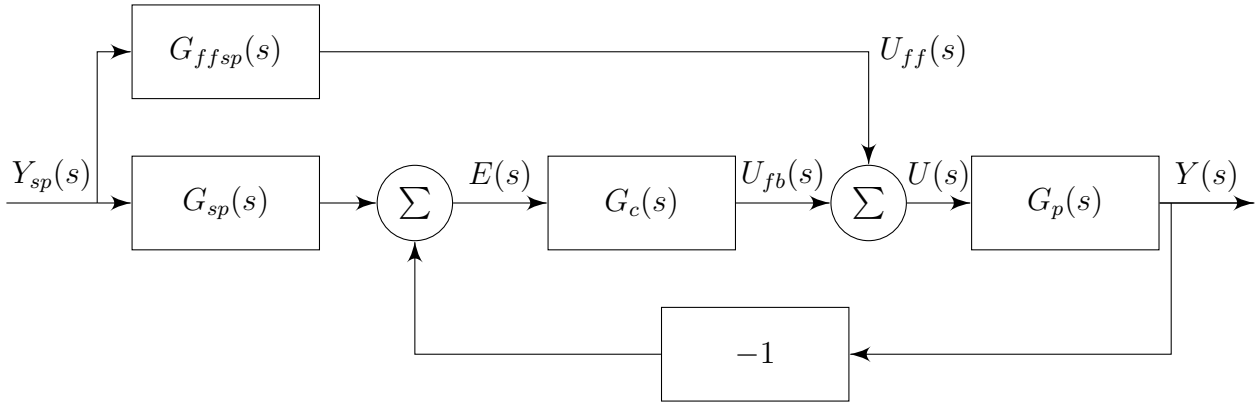 G_{ffsp}(s)
U_{ff}(s)
Y_{sp}(s)
G_{sp}(s)
∑
E(s)
G_c(s)
U_{fb}(s)
∑
U(s)
G_p(s)
Y(s)
−1